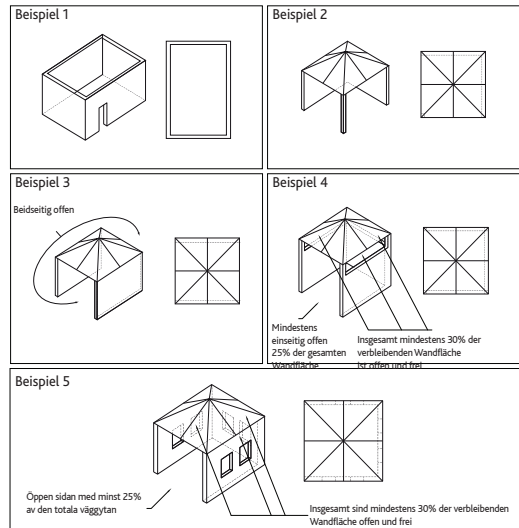 Beispiel 1
Beispiel 2
Beispiel 3
Beidseitig offen
Beispiel 4
Mindestens
einseitig offen
25% der gesamten
Wandfläche
Insgesamt mindestens 30% der
verbleibenden Wandfläche
ist offen und frei
Beispiel 5
Öppen sidan med minst 25%
av den totala väggytan
Insgesamt sind mindestens 30% der verbleibenden
Wandfläche offen und frei